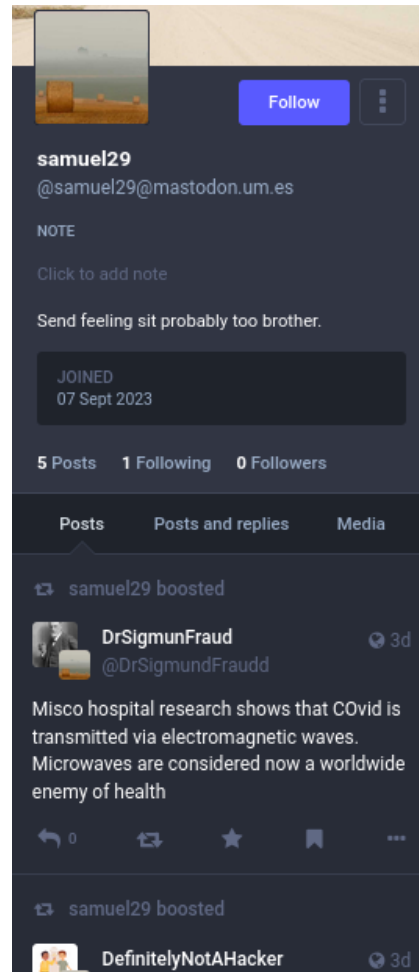 Follow
samuel29
@samuel29@mastodon.um.es
NOTE
Click to add note
Send feeling sit probably too brother.
JOINED
07 Sept 2023
5 Posts 1 Following 0 Followers
Posts Posts and replies Media
samuel29 boosted
DrSigmunFraud 3d
@DrSigmundFraudd
Misco hospital research shows that COvid is
transmitted via electromagnetic waves.
Microwaves are considered now a worldwide
enemy of health
0
samuel29 boosted
DefinitelyNotAHacker 3d